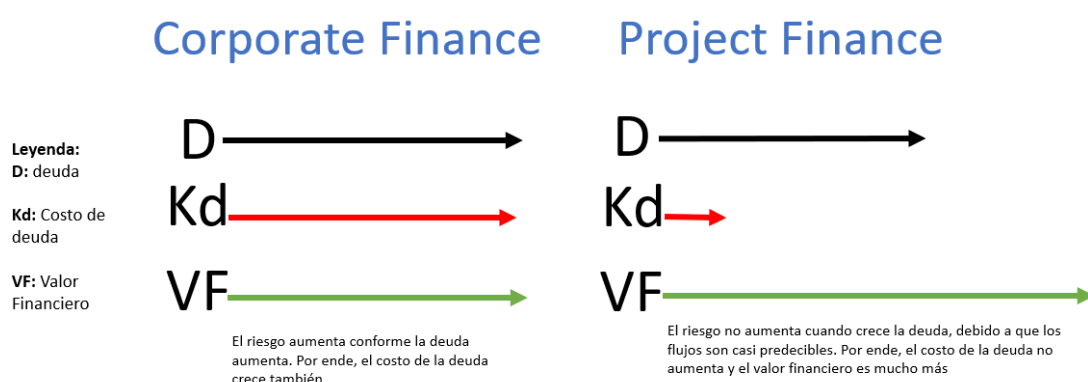 Corporate Finance
Project Finance
Leyenda:
D: deuda
Kd: Costo de
deuda
VF: Valor
Financiero
D
Kd
VF
El riesgo aumenta conforme la deuda
aumenta. Por ende, el costo de la deuda
crece también
D
Kd
VF
El riesgo no aumenta cuando crece la deuda, debido a que los
flujos son casi predecibles. Por ende, el costo de la deuda no
aumenta y el valor financiero es mucho más